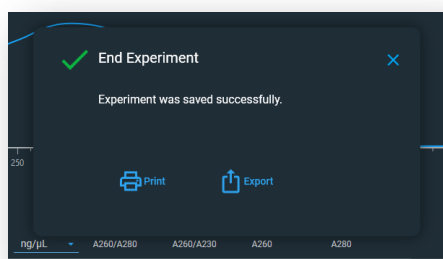 End Experiment
Experiment was saved successfully.
250
Print Export
ng/µL A260/A280 A260/A230 A260 A280